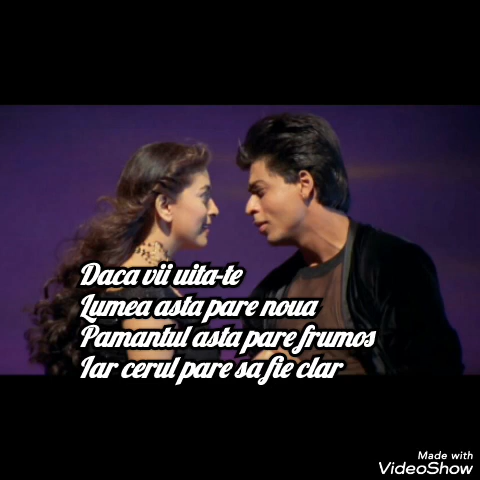 Daca vii uita-te
Lumea asta pare noua
Pamantul asta pare frumos
Iar cerul pare sa fie clar
Made with
VideoShow